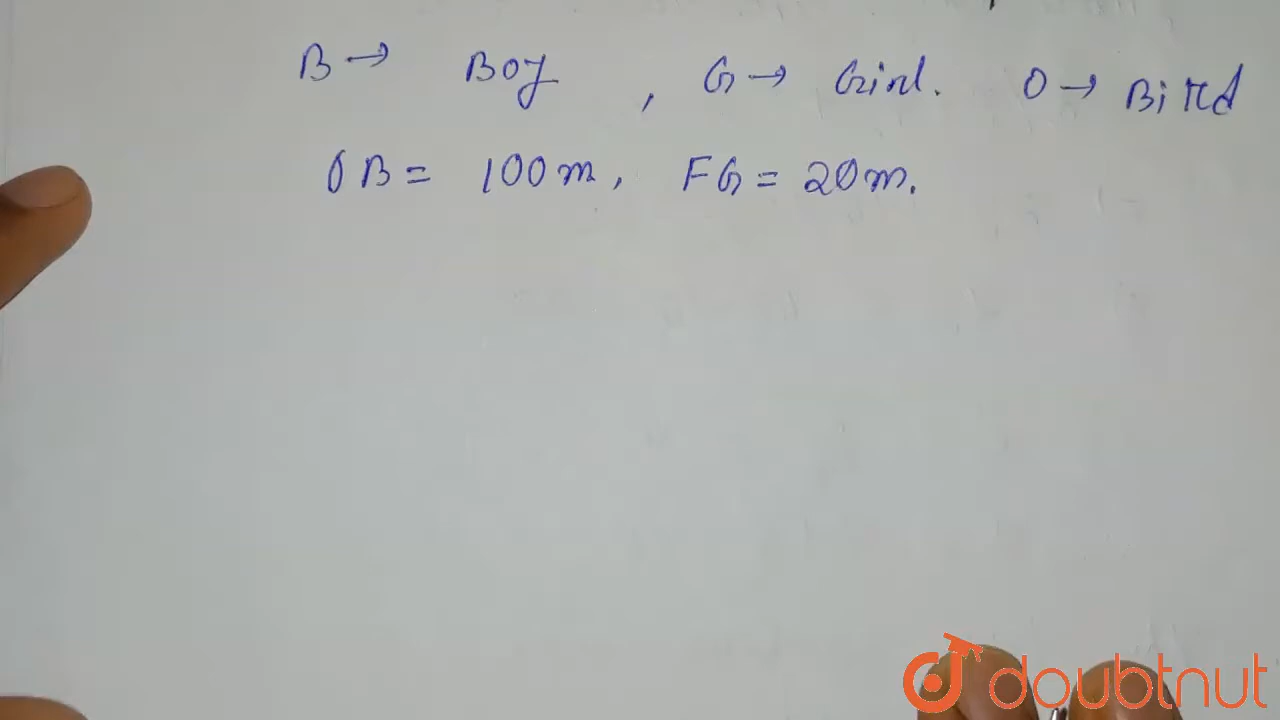 B → Boy , G → Girl. O → Bird
OB = 100 m, FG = 20 m.
doubtnut